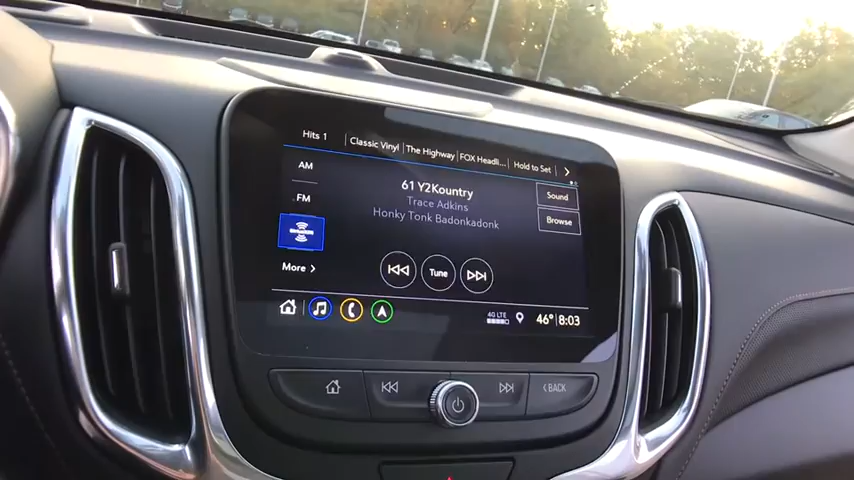 Hits 1
Classic Vinyl
The Highway
FOX Headli...
Hold to Set
AM
61 Y2Kountry
Sound
Trace Adkins
FM
Honky Tonk Badonkadonk
Browse
More
Tune
4G LTE
46° 8:03
BACK